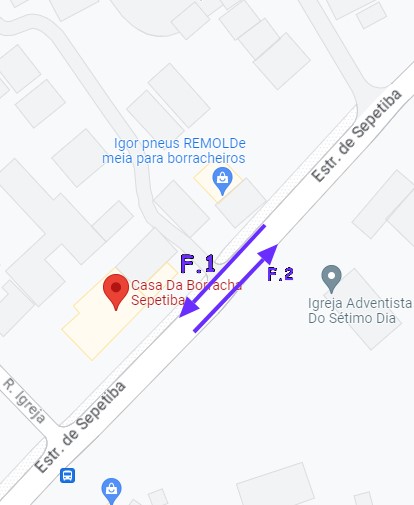 Estr. de Sepetiba
Igor pneus REMOLDe
meia para borracheiros
F.1
F.2
Casa Da Borracha
Sepetiba
Igreja Adventista
Do Sétimo Dia
R. Igreja
Estr. de Sepetiba